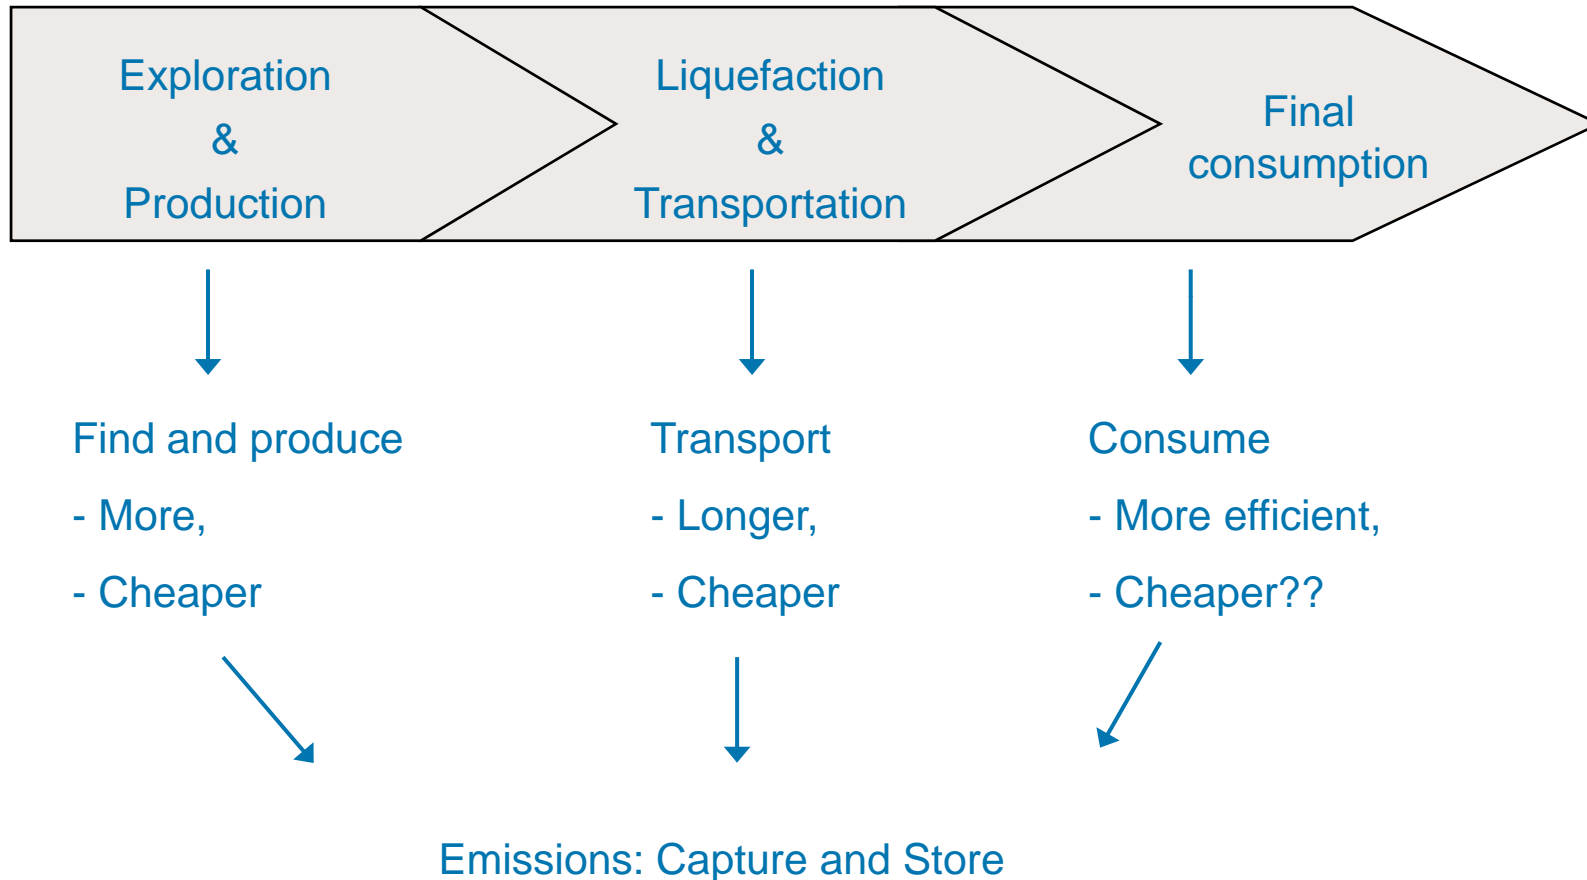 Exploration
&
Production
Liquefaction
&
Transportation
Final
consumption
Find and produce
- More,
- Cheaper
Transport
- Longer,
- Cheaper
Consume
- More efficient,
- Cheaper??
Emissions: Capture and Store